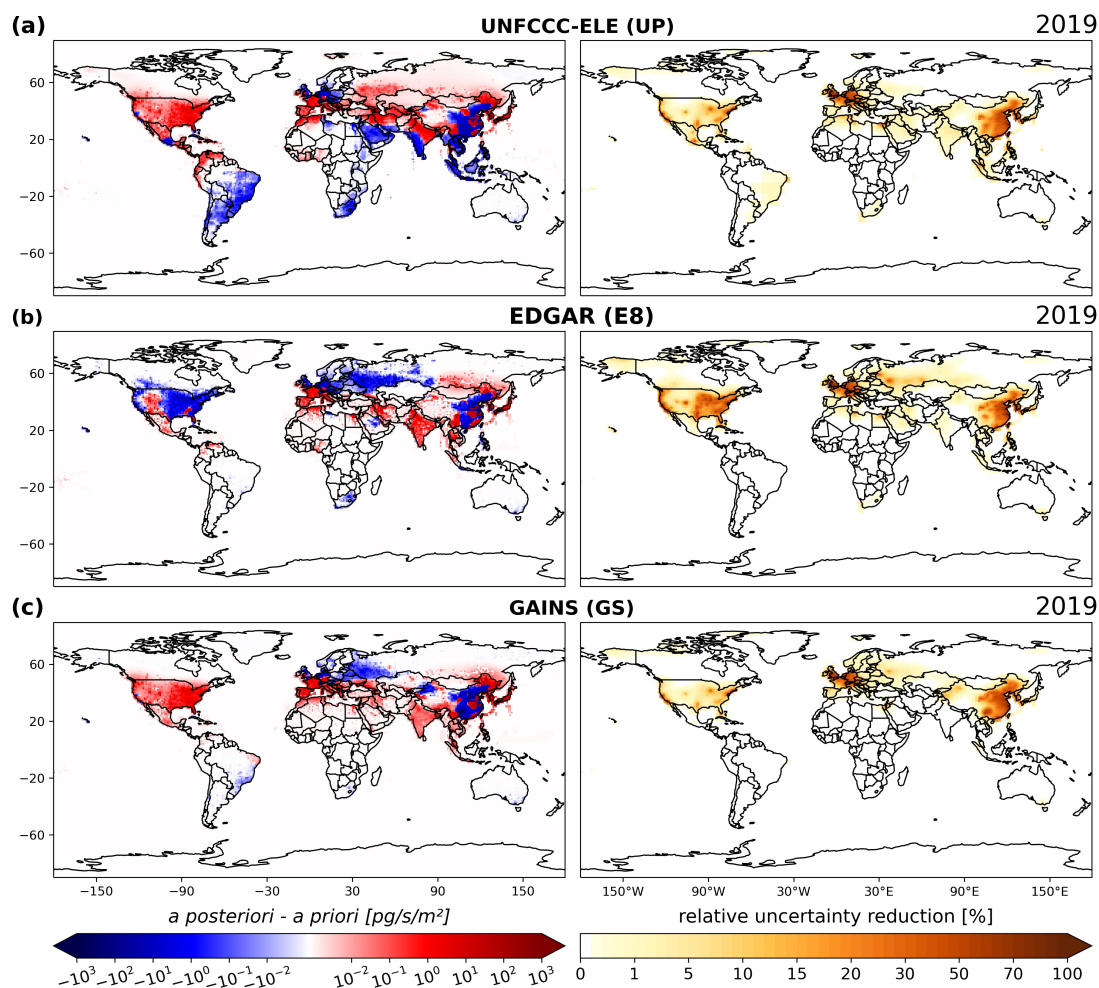 (a) UNFCCC-ELE (UP) 2019
60
20
−20
−60
(b) EDGAR (E8) 2019
60
20
−20
−60
(c) GAINS (GS) 2019
60
20
−20
−60
−150 −90 −30 30 90 150 150°W 90°W 30°W 30°E 90°E 150°E
a posteriori - a priori [pg/s/m²] relative uncertainty reduction [%]
−10³ −10² −10¹ −10⁰ −10⁻¹ −10⁻² 10⁻² 10⁻¹ 10⁰ 10¹ 10² 10³ 0 1 5 10 15 20 30 50 70 100